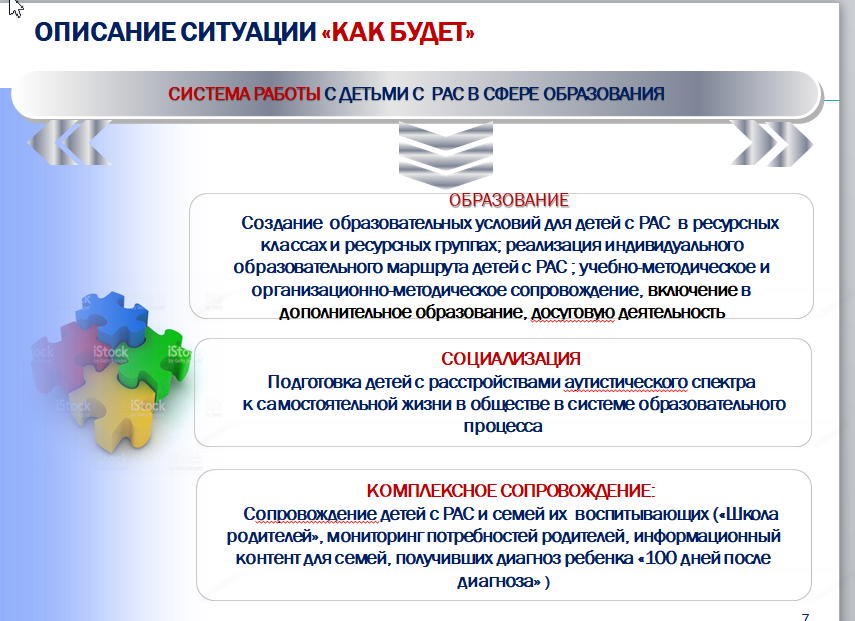 ОПИСАНИЕ СИТУАЦИИ «КАК БУДЕТ»
СИСТЕМА РАБОТЫ С ДЕТЬМИ С РАС В СФЕРЕ ОБРАЗОВАНИЯ
ОБРАЗОВАНИЕ
Создание образовательных условий для детей с РАС в ресурсных
классах и ресурсных группах; реализация индивидуального
образовательного маршрута детей с РАС ; учебно-методическое и
организационно-методическое сопровождение, включение в
дополнительное образование, досуговую деятельность
iStock
iStock
iStock
iStock
iStock
СОЦИАЛИЗАЦИЯ
Подготовка детей с расстройствами аутистического спектра
к самостоятельной жизни в обществе в системе образовательного
процесса
КОМПЛЕКСНОЕ СОПРОВОЖДЕНИЕ:
Сопровождение детей с РАС и семей их воспитывающих («Школа
родителей», мониторинг потребностей родителей, информационный
контент для семей, получивших диагноз ребенка «100 дней после
диагноза» )
7